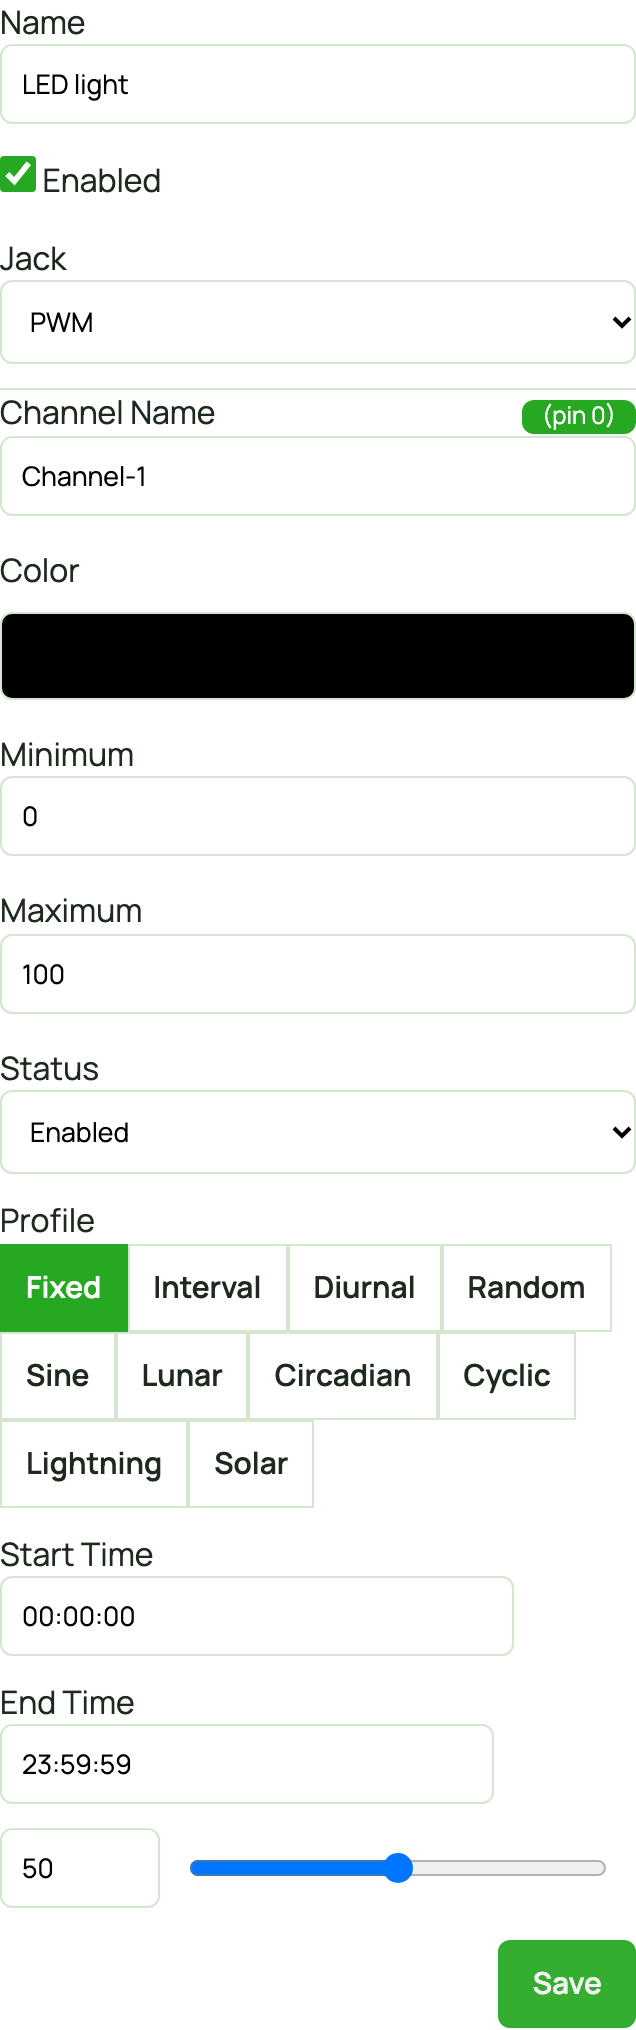 Name
LED light
Enabled
Jack
PWM
Channel Name (pin 0)
Channel-1
Color
Minimum
0
Maximum
100
Status
Enabled
Profile
Fixed Interval Diurnal Random
Sine Lunar Circadian Cyclic
Lightning Solar
Start Time
00:00:00
End Time
23:59:59
50
Save